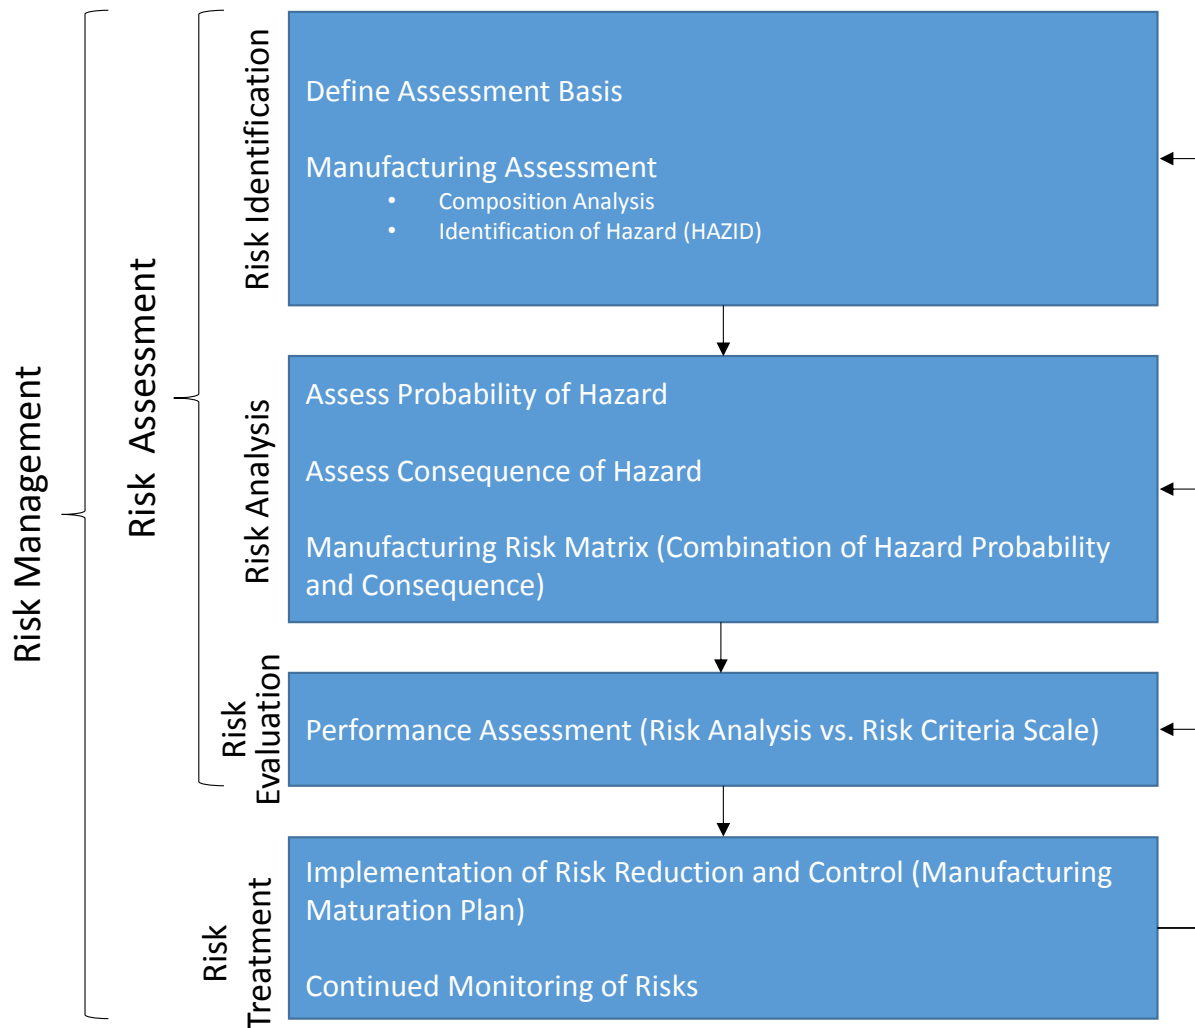 Risk Management
Risk Assessment
Risk Identification
Define Assessment Basis
Manufacturing Assessment
• Composition Analysis
• Identification of Hazard (HAZID)
Risk Analysis
Assess Probability of Hazard
Assess Consequence of Hazard
Manufacturing Risk Matrix (Combination of Hazard Probability
and Consequence)
Risk
Evaluation
Performance Assessment (Risk Analysis vs. Risk Criteria Scale)
Risk
Treatment
Implementation of Risk Reduction and Control (Manufacturing
Maturation Plan)
Continued Monitoring of Risks